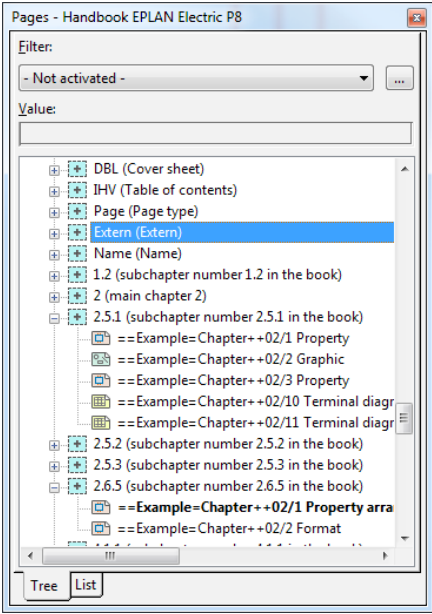 Pages - Handbook EPLAN Electric P8
Filter:
- Not activated -
...
Value:
DBL (Cover sheet)
IHV (Table of contents)
Page (Page type)
Extern (Extern)
Name (Name)
1.2 (subchapter number 1.2 in the book)
2 (main chapter 2)
2.5.1 (subchapter number 2.5.1 in the book)
==Example=Chapter++02/1 Property
==Example=Chapter++02/2 Graphic
==Example=Chapter++02/3 Property
==Example=Chapter++02/10 Terminal diagr
==Example=Chapter++02/11 Terminal diagr
2.5.2 (subchapter number 2.5.2 in the book)
2.5.3 (subchapter number 2.5.3 in the book)
2.6.5 (subchapter number 2.6.5 in the book)
==Example=Chapter++02/1 Property arra
==Example=Chapter++02/2 Format
Tree List